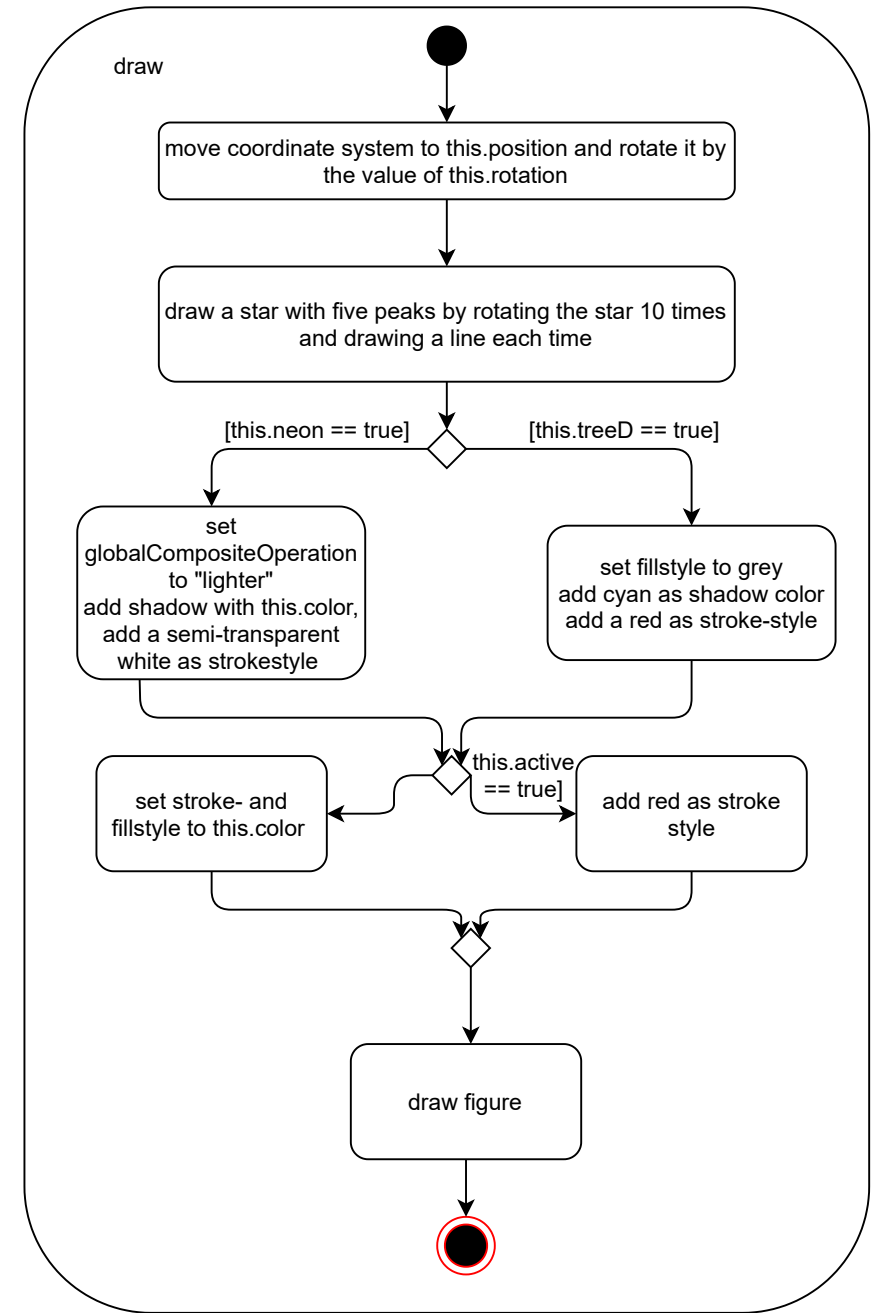 draw
move coordinate system to this.position and rotate it by
the value of this.rotation
draw a star with five peaks by rotating the star 10 times
and drawing a line each time
[this.neon == true]
[this.treeD == true]
set
globalCompositeOperation
to "lighter"
add shadow with this.color,
add a semi-transparent
white as strokestyle
set fillstyle to grey
add cyan as shadow color
add a red as stroke-style
this.active
== true]
set stroke- and
fillstyle to this.color
add red as stroke
style
draw figure